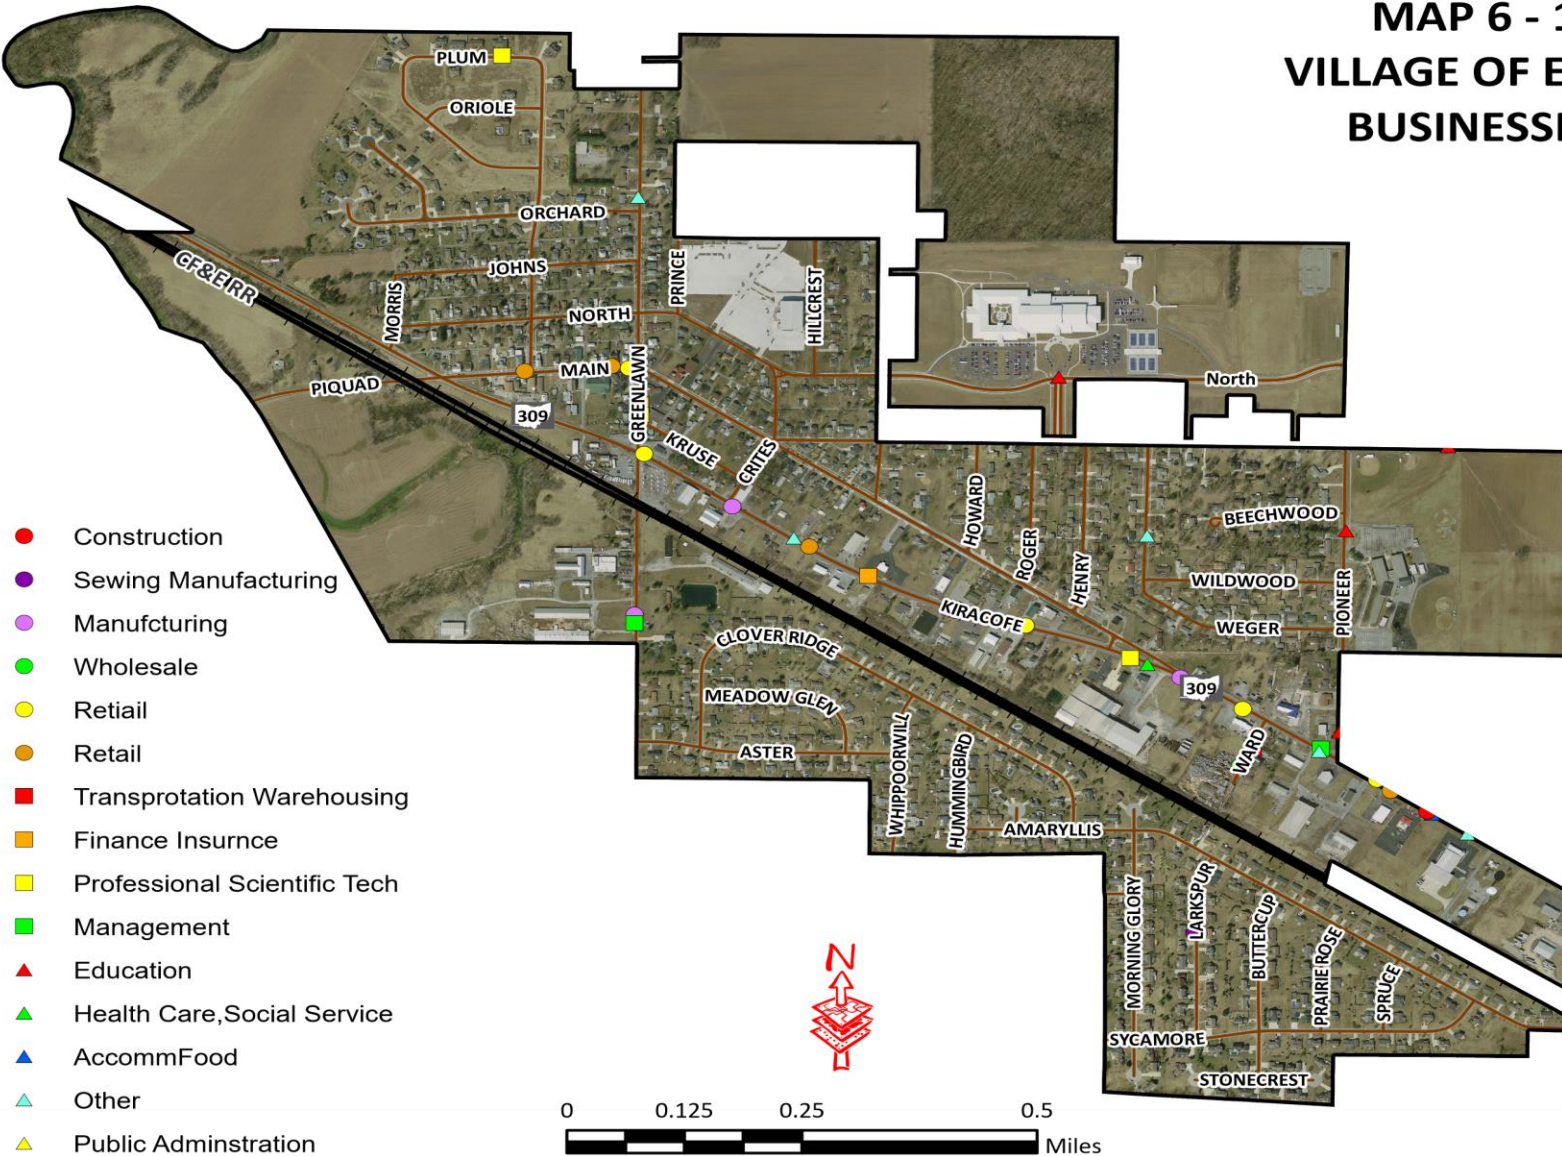 MAP 6 - 1
VILLAGE OF E
BUSINESS
PLUM
ORIOLE
ORCHARD
JOHNS
PRINCE
HILLCREST
CF&E RR
MORRIS
NORTH
MAIN
GREENLAWN
PIQUAD
North
309
KRUSE
CRITES
HOWARD
ROGER
HENRY
BEECHWOOD
WILDWOOD
PIONEER
WEGER
KIRACOFE
309
WARD
CLOVER RIDGE
MEADOW GLEN
ASTER
WHIPPOORWILL
HUMMINGBIRD
AMARYLLIS
MORNING GLORY
LARKSPUR
BUTTERCUP
PRAIRIE ROSE
SPRUCE
SYCAMORE
STONECREST
Construction
Sewing Manufacturing
Manufcturing
Wholesale
Retiail
Retail
Transprotation Warehousing
Finance Insurnce
Professional Scientific Tech
Management
Education
Health Care,Social Service
AccommFood
Other
Public Adminstration
N
0 0.125 0.25 0.5
Miles